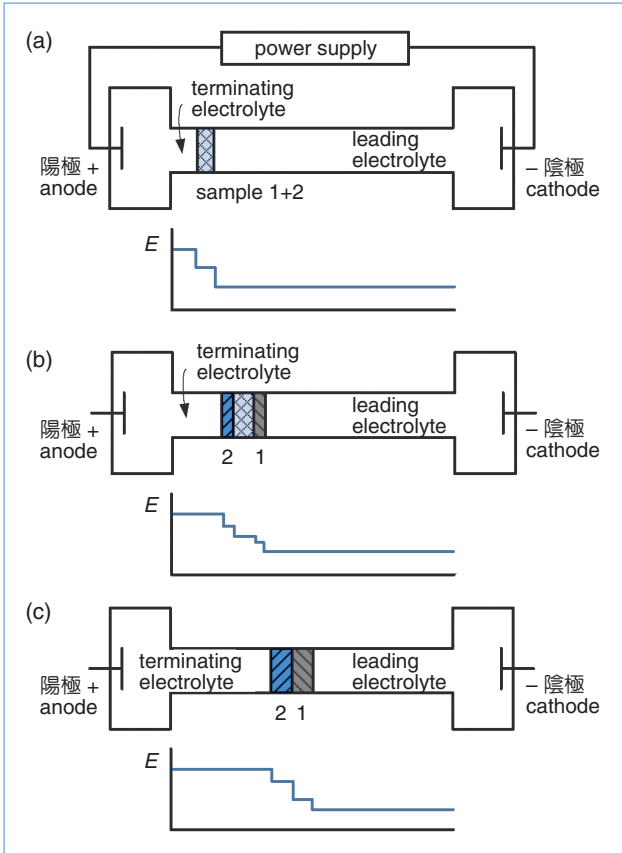 (a)
power supply
terminating
electrolyte
leading
electrolyte
陽極 +
anode
– 陰極
cathode
sample 1+2
E
(b)
terminating
electrolyte
leading
electrolyte
陽極 +
anode
– 陰極
cathode
2 1
E
(c)
terminating
electrolyte
leading
electrolyte
陽極 +
anode
– 陰極
cathode
2 1
E